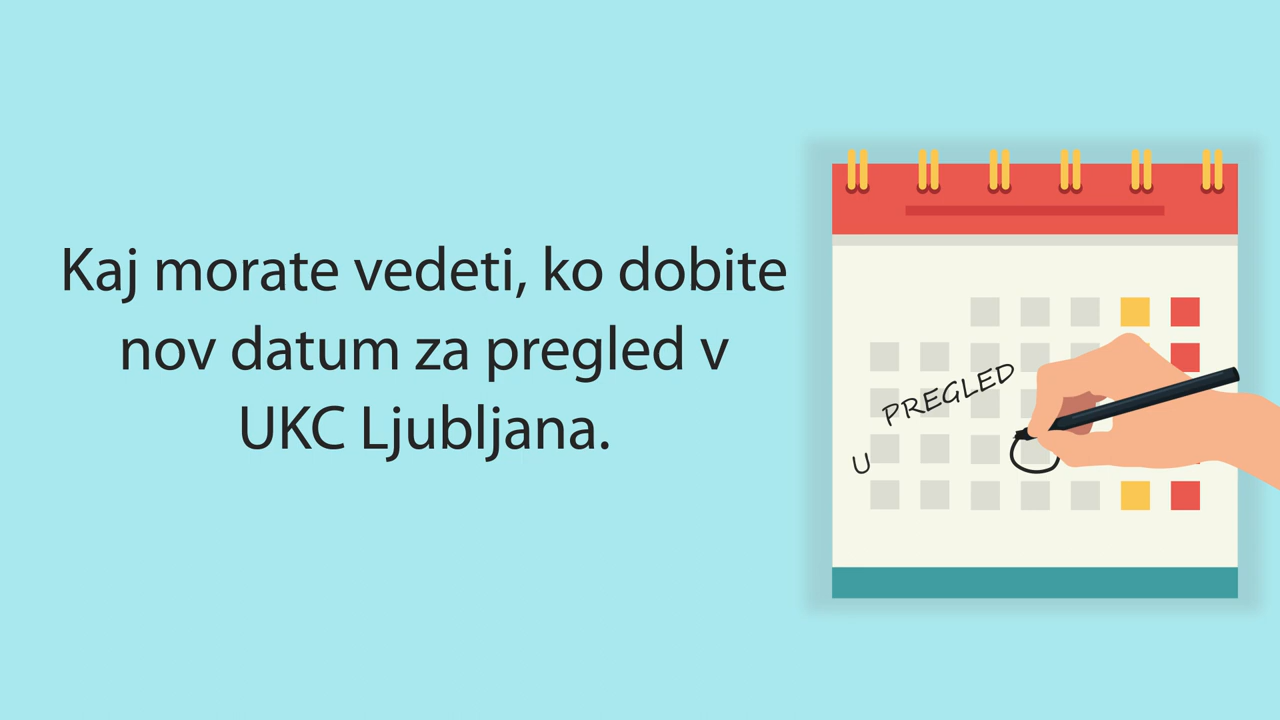 Kaj morate vedeti, ko dobite
nov datum za pregled v
UKC Ljubljana.
PREGLED
U